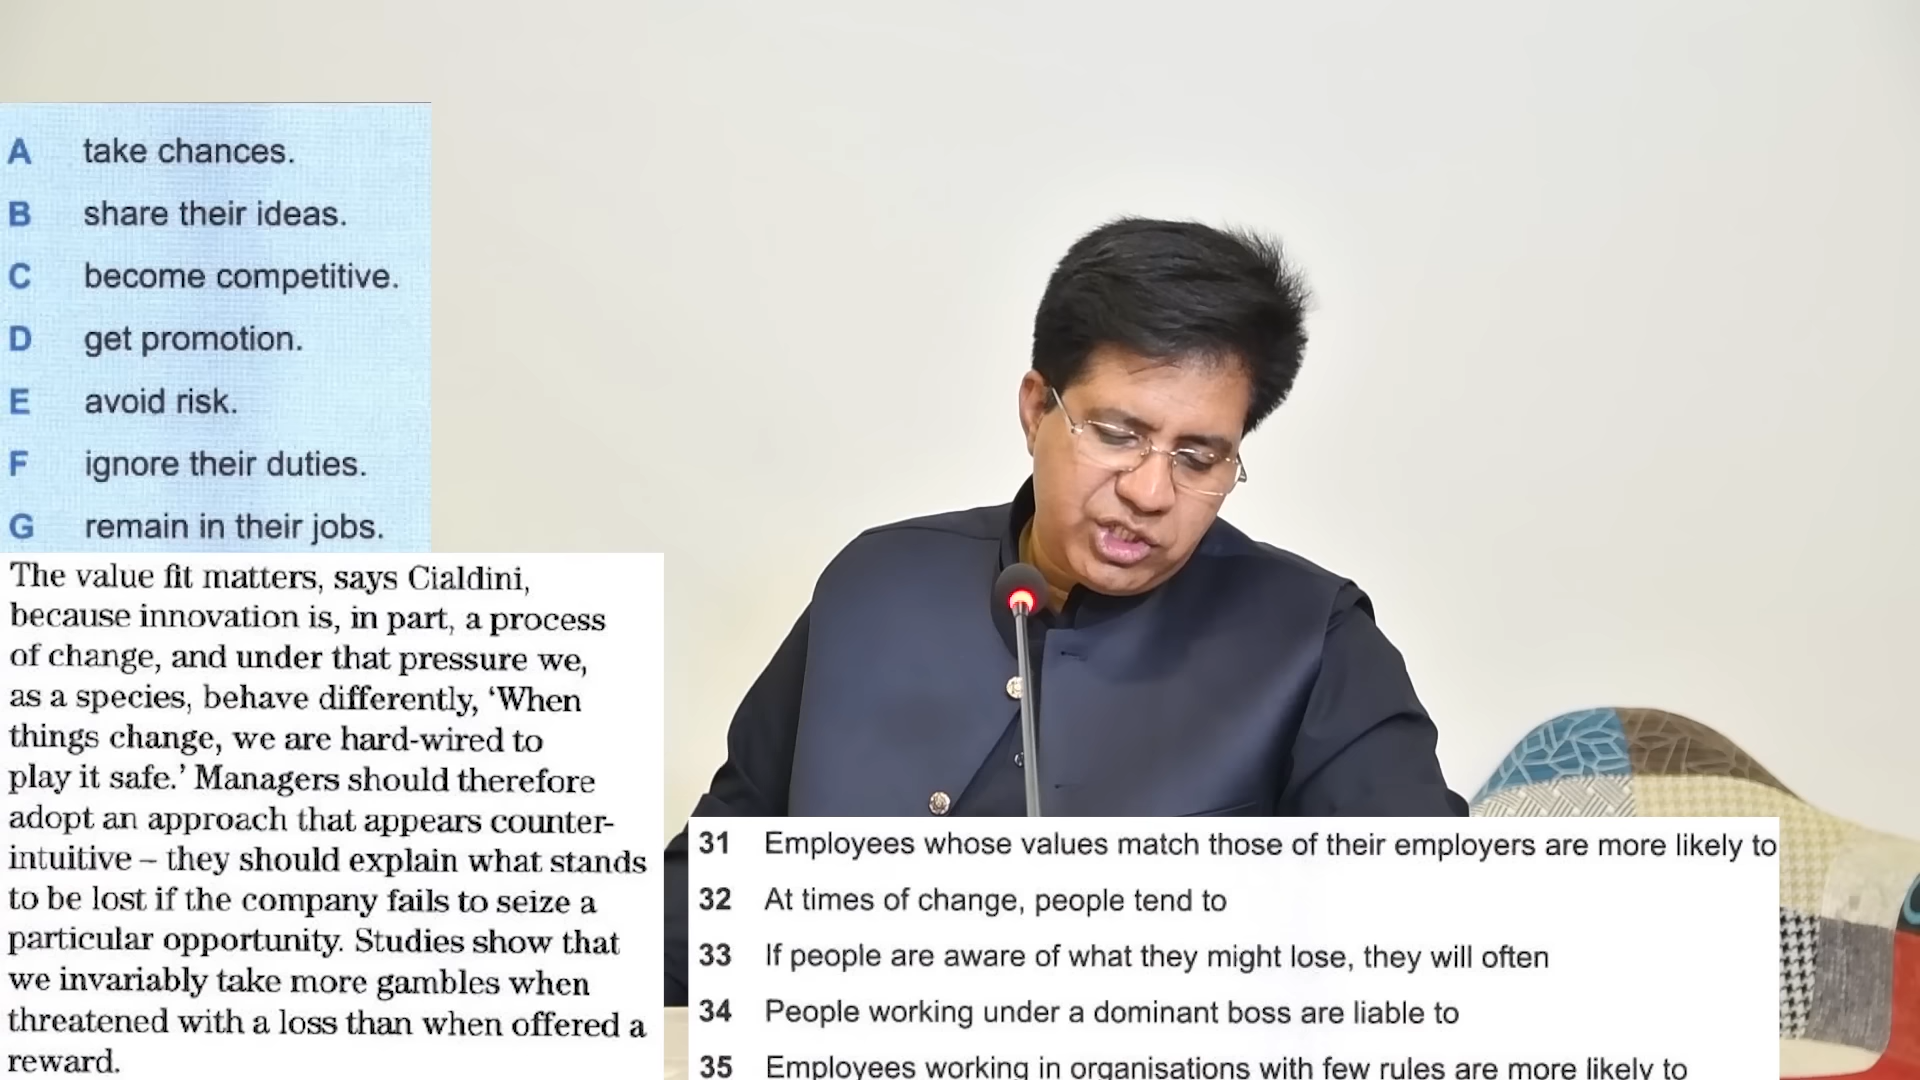 A take chances.
B share their ideas.
C become competitive.
D get promotion.
E avoid risk.
F ignore their duties.
G remain in their jobs.
The value fit matters, says Cialdini,
because innovation is, in part, a process
of change, and under that pressure we,
as a species, behave differently, ‘When
things change, we are hard-wired to
play it safe.’ Managers should therefore
adopt an approach that appears counter-
intuitive – they should explain what stands
to be lost if the company fails to seize a
particular opportunity. Studies show that
we invariably take more gambles when
threatened with a loss than when offered a
reward.
31 Employees whose values match those of their employers are more likely to
32 At times of change, people tend to
33 If people are aware of what they might lose, they will often
34 People working under a dominant boss are liable to
35 Employees working in organisations with few rules are more likely to